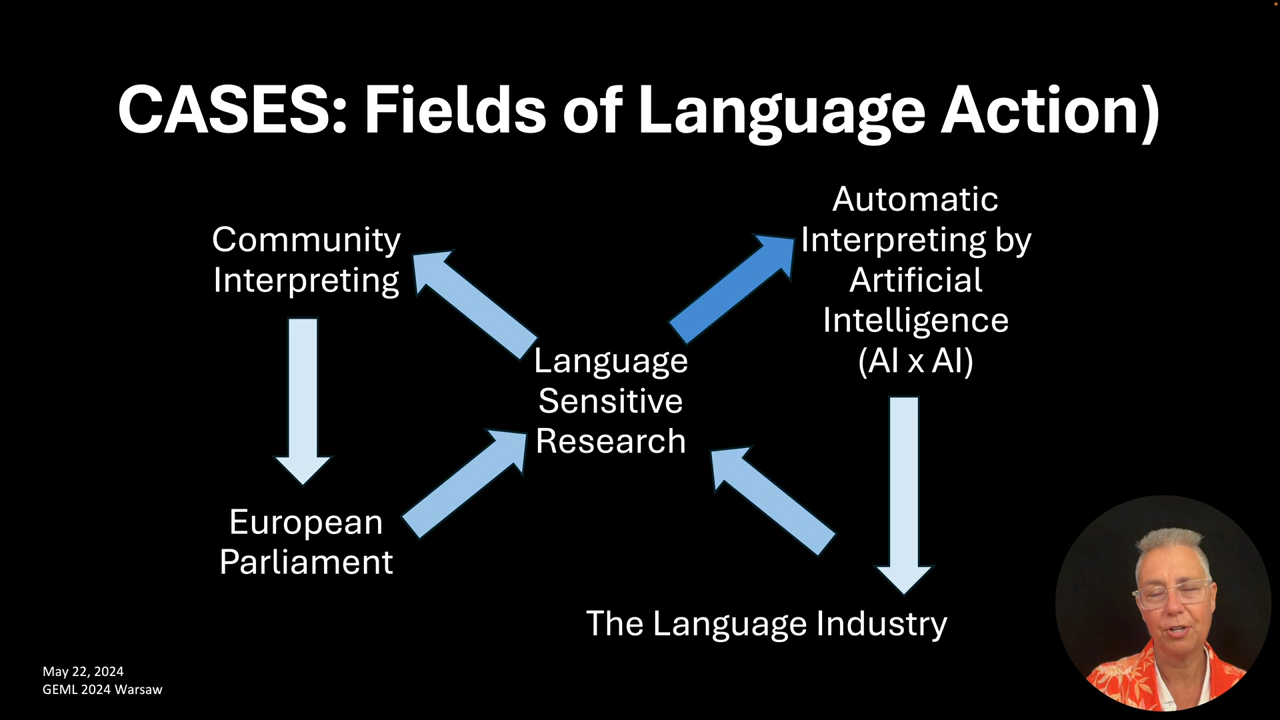 CASES: Fields of Language Action)
Community
Interpreting
Automatic
Interpreting by
Artificial
Intelligence
(AI x AI)
Language
Sensitive
Research
European
Parliament
The Language Industry
May 22, 2024
GEML 2024 Warsaw